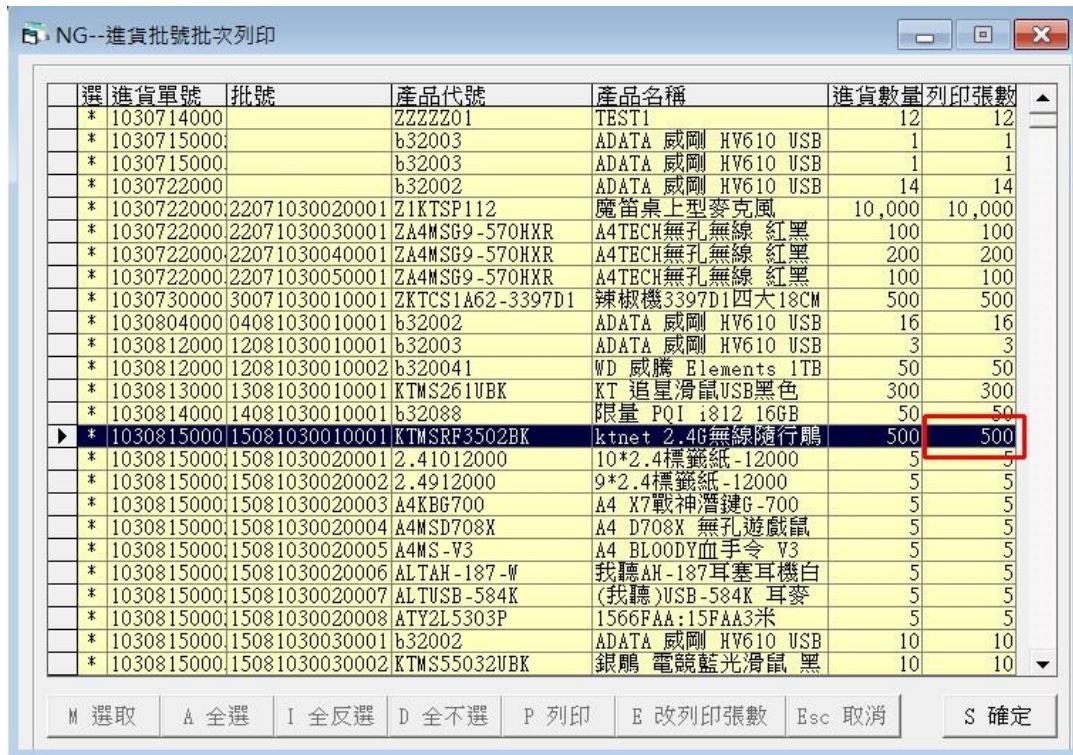 NG--進貨批號批次列印
選 進貨單號 批號 產品代號 產品名稱 進貨數量 列印張數
* 1030714000 ZZZZZ01 TEST1 12 12
* 1030715000 b32003 ADATA 威剛 HV610 USB 1 1
* 1030715000 b32003 ADATA 威剛 HV610 USB 1 1
* 1030722000 b32002 ADATA 威剛 HV610 USB 14 14
* 1030722000 22071030020001 Z1KTSP112 魔笛桌上型麥克風 10,000 10,000
* 1030722000 22071030030001 ZA4MSG9-570HXR A4TECH無孔無線 紅黑 100 100
* 1030722000 22071030040001 ZA4MSG9-570HXR A4TECH無孔無線 紅黑 200 200
* 1030722000 22071030050001 ZA4MSG9-570HXR A4TECH無孔無線 紅黑 100 100
* 1030730000 30071030010001 ZKTCS1A62-3397D1 辣椒機3397D1四大18CM 500 500
* 1030804000 04081030010001 b32002 ADATA 威剛 HV610 USB 16 16
* 1030812000 12081030010001 b32003 ADATA 威剛 HV610 USB 3 3
* 1030812000 12081030010002 b320041 WD 威騰 Elements 1TB 50 50
* 1030813000 13081030010001 KTMS261UBK KT 追星滑鼠USB黑色 300 300
* 1030814000 14081030010001 b32088 限量 PQI i812 16GB 50 50
* 1030815000 15081030010001 KTMSRF3502BK ktnet 2.4G無線隨行鵰 500 500
* 1030815000 15081030020001 2.41012000 10*2.4標籤紙-12000 5 5
* 1030815000 15081030020002 2.4912000 9*2.4標籤紙-12000 5 5
* 1030815000 15081030020003 A4KBG700 A4 X7戰神潛鍵G-700 5 5
* 1030815000 15081030020004 A4MSD708X A4 D708X 無孔遊戲鼠 5 5
* 1030815000 15081030020005 A4MS-V3 A4 BLOODY血手令 V3 5 5
* 1030815000 15081030020006 ALTAH-187-W 我聽AH-187耳塞耳機白 5 5
* 1030815000 15081030020007 ALTUSB-584K (我聽)USB-584K 耳麥 5 5
* 1030815000 15081030020008 ATY2L5303P 1566FAA:15FAA3米 5 5
* 1030815000 15081030030001 b32002 ADATA 威剛 HV610 USB 10 10
* 1030815000 15081030030002 KTMS55032UBK 銀鵰 電競藍光滑鼠 黑 10 10
M 選取 A 全選 I 全反選 D 全不選 P 列印 E 改列印張數 Esc 取消 S 確定